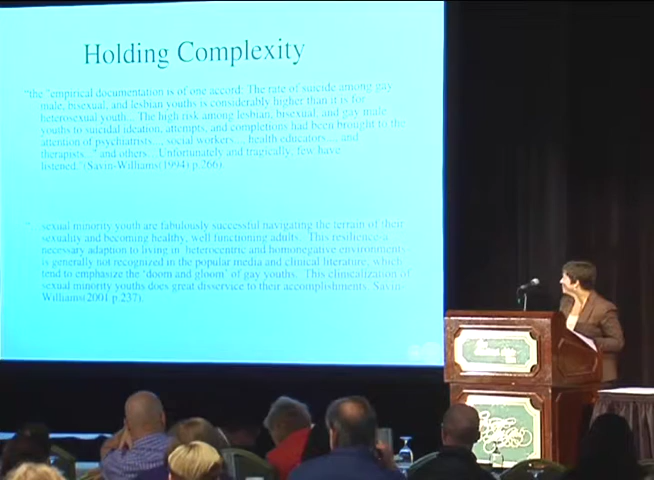 Holding Complexity
"the "empirical documentation is of one accord: The rate of suicide among gay
male, bisexual, and lesbian youths is considerably higher than it is for
heterosexual youth... The high risk among lesbian, bisexual, and gay male
youths to suicidal ideation, attempts, and completions had been brought to the
attention of psychiatrists..., social workers..., health educators..., and
therapists..." and others...Unfortunately and tragically, few have
listened."(Savin-Williams(1994) p.266)
"...sexual minority youth are fabulously successful navigating the terrain of their
sexuality and becoming healthy, well functioning adults. This resilience-a
necessary adaption to living in heterocentric and homonegative environments
is generally not recognized in the popular media and clinical literature, which
tend to emphasize the 'doom and gloom' of gay youths. This clinicalization of
sexual minority youths does great disservice to their accomplishments. Savin-
Williams(2001 p.237).